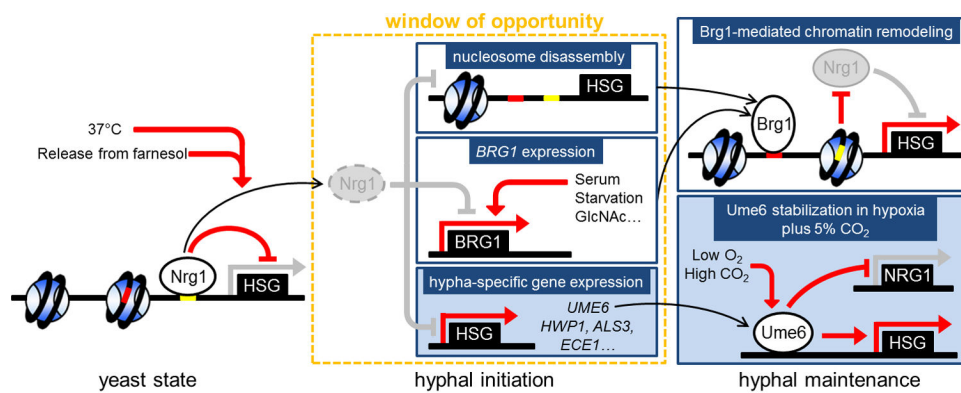 window of opportunity
37°C
Release from farnesol
Nrg1
HSG
yeast state
Nrg1
nucleosome disassembly
HSG
BRG1 expression
Serum
Starvation
GlcNAc...
BRG1
hypha-specific gene expression
UME6
HWP1, ALS3,
ECE1...
HSG
hyphal initiation
Brg1-mediated chromatin remodeling
Nrg1
Brg1
HSG
Ume6 stabilization in hypoxia
plus 5% CO₂
Low O₂
High CO₂
NRG1
Ume6
HSG
hyphal maintenance